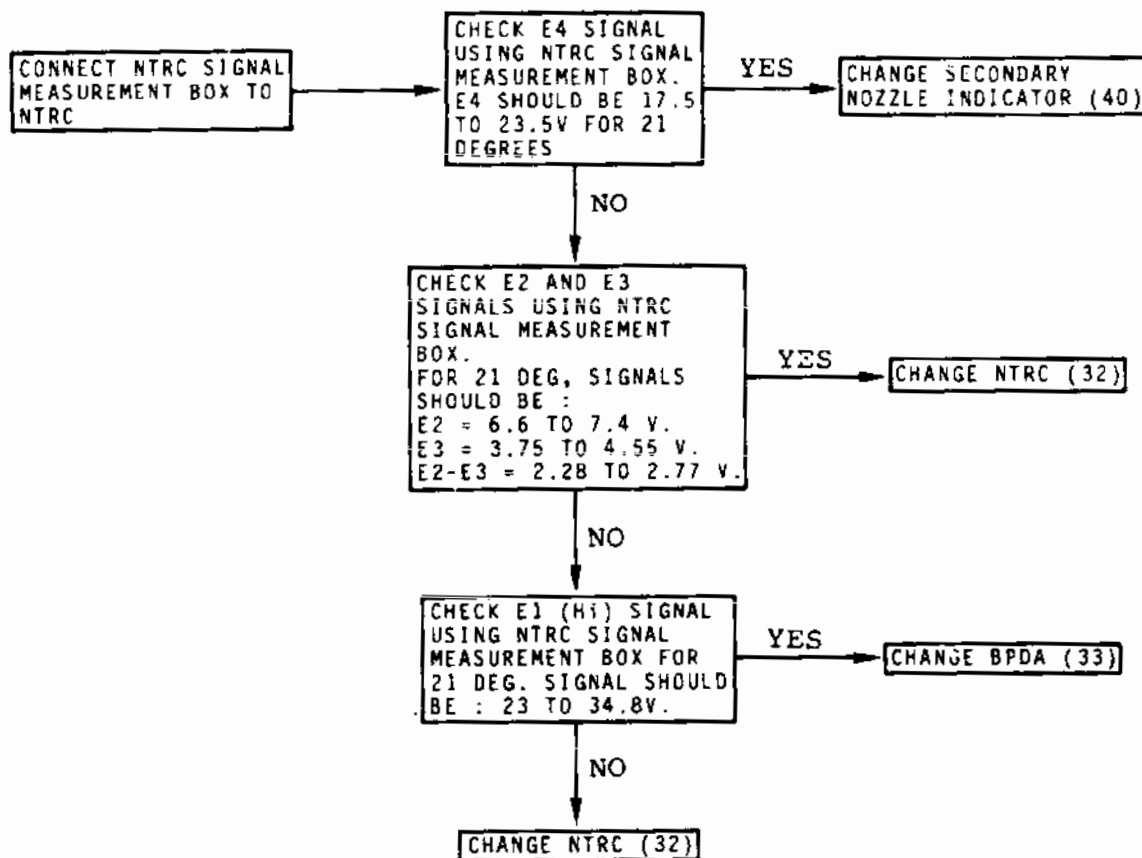 CONNECT NTRC SIGNAL
MEASUREMENT BOX TO
NTRC
CHECK E4 SIGNAL
USING NTRC SIGNAL
MEASUREMENT BOX.
E4 SHOULD BE 17.5
TO 23.5V FOR 21
DEGREES
YES
CHANGE SECONDARY
NOZZLE INDICATOR (40)
NO
CHECK E2 AND E3
SIGNALS USING NTRC
SIGNAL MEASUREMENT
BOX.
FOR 21 DEG, SIGNALS
SHOULD BE :
E2 = 6.6 TO 7.4 V.
E3 = 3.75 TO 4.55 V.
E2-E3 = 2.28 TO 2.77 V.
YES
CHANGE NTRC (32)
NO
CHECK E1 (Hi) SIGNAL
USING NTRC SIGNAL
MEASUREMENT BOX FOR
21 DEG. SIGNAL SHOULD
BE : 23 TO 34.8V.
YES
CHANGE BPDA (33)
NO
CHANGE NTRC (32)